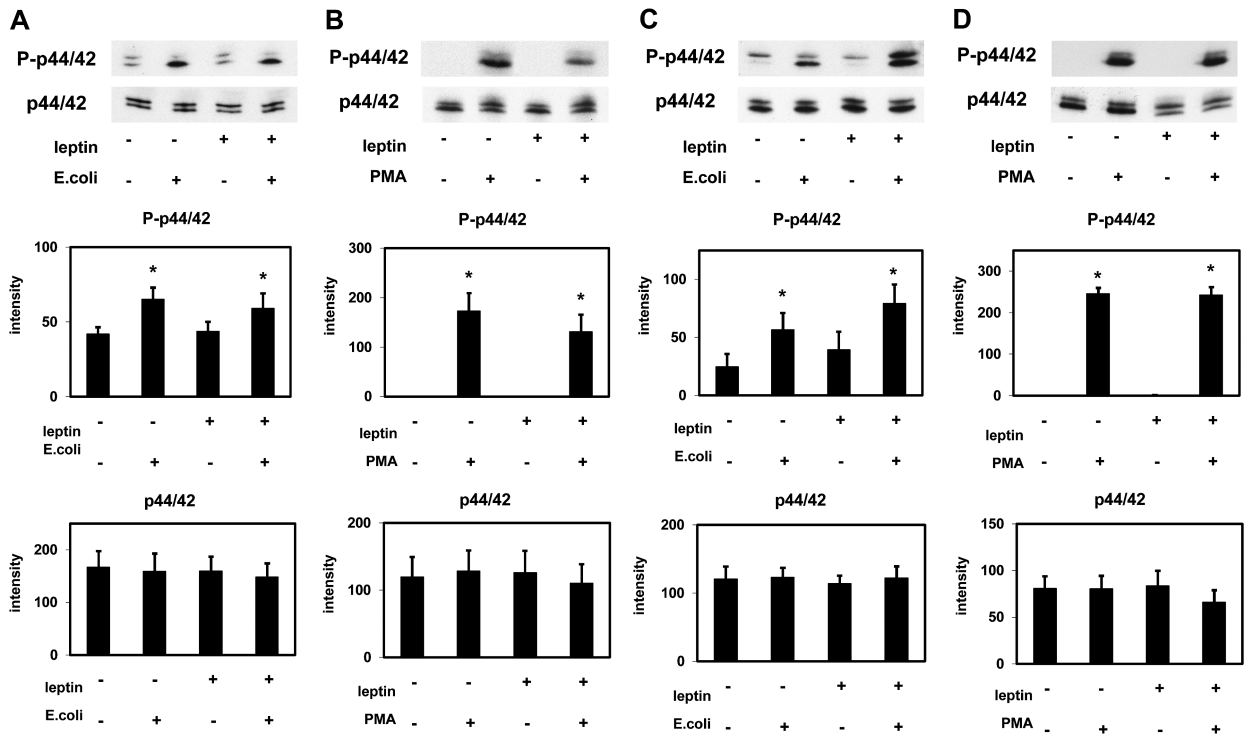 A B C D
P-p44/42 P-p44/42 P-p44/42 P-p44/42
p44/42 p44/42 p44/42 p44/42
leptin - - + + leptin - - + + leptin - - + + leptin - - + +
E.coli - + - + PMA - + - + E.coli - + - + PMA - + - +
P-p44/42 P-p44/42 P-p44/42 P-p44/42
intensity 100 50 0 * *
intensity 300 200 100 0 * *
intensity 100 50 0 * *
intensity 300 200 100 0 * *
leptin - - + + leptin - - + + leptin - - + + leptin - - + +
E.coli - + - + PMA - + - + E.coli - + - + PMA - + - +
p44/42 p44/42 p44/42 p44/42
intensity 200 100 0
intensity 200 100 0
intensity 200 100 0
intensity 150 100 50 0
leptin - - + + leptin - - + + leptin - - + + leptin - - + +
E.coli - + - + PMA - + - + E.coli - + - + PMA - + - +